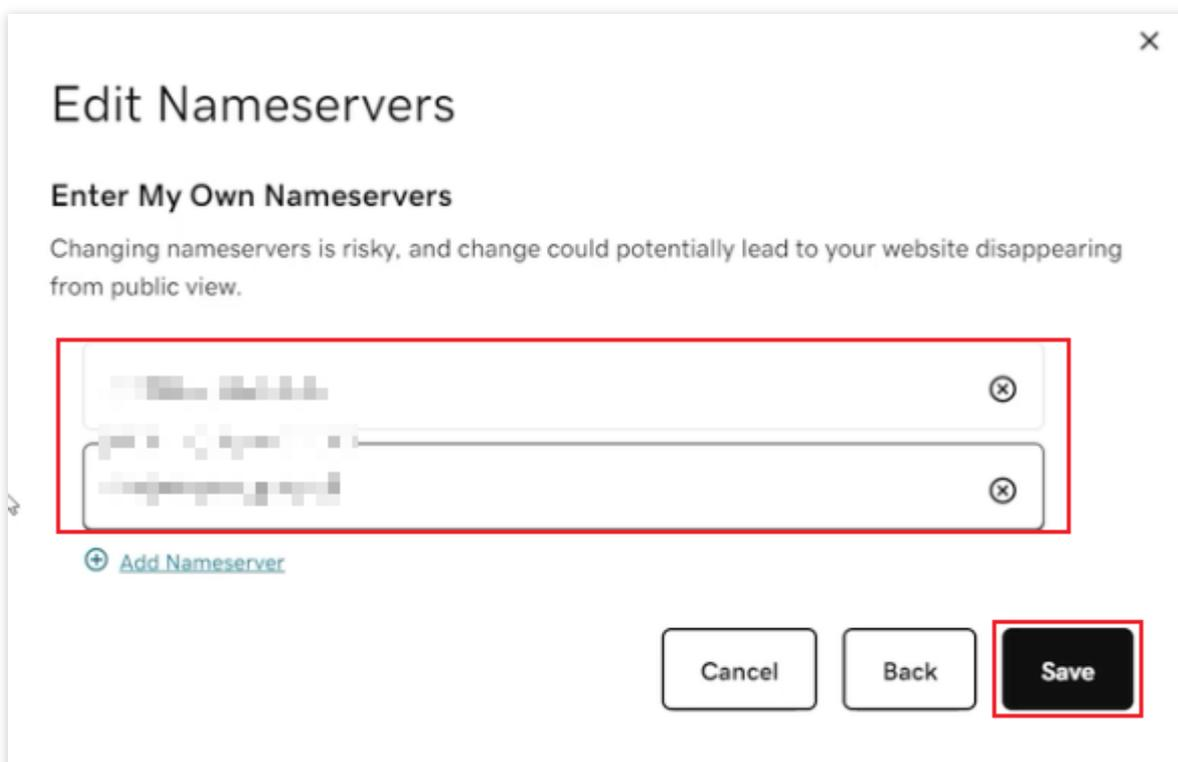 Edit Nameservers
Enter My Own Nameservers
Changing nameservers is risky, and change could potentially lead to your website disappearing
from public view.
Add Nameserver
Cancel Back Save